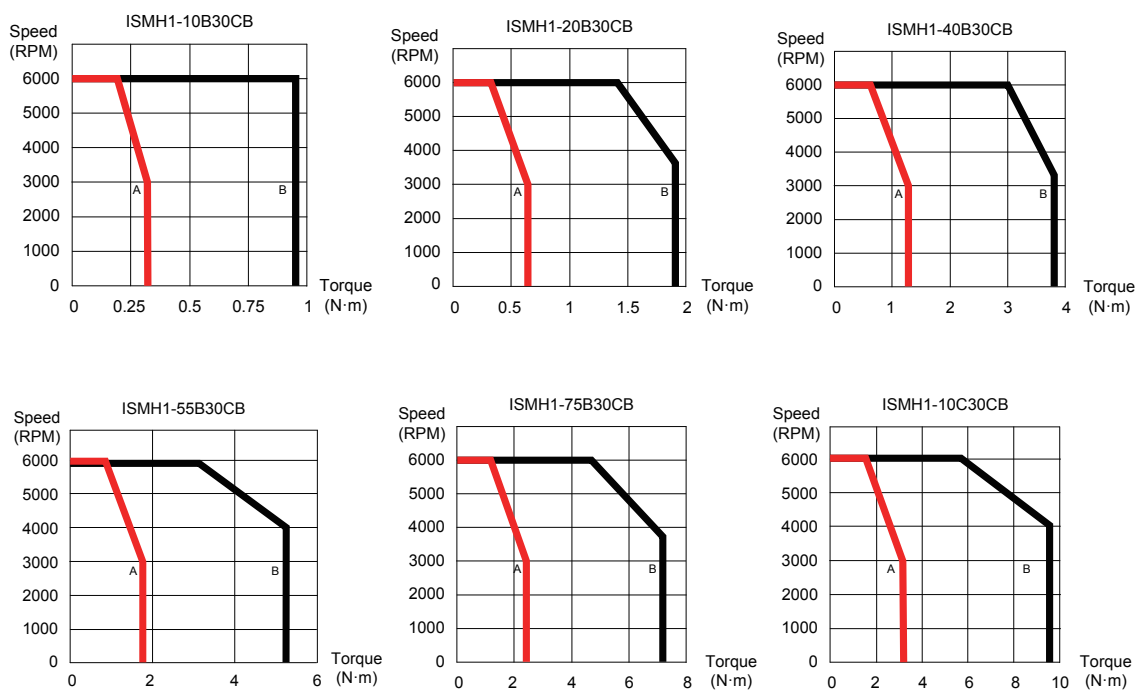 ISMH1-10B30CB
Speed
(RPM)
6000
5000
4000
3000
2000
1000
0
A
B
0
0.25
0.5
0.75
1
Torque
(N·m)
ISMH1-20B30CB
Speed
(RPM)
6000
5000
4000
3000
2000
1000
0
A
B
0
0.5
1
1.5
2
Torque
(N·m)
ISMH1-40B30CB
Speed
(RPM)
6000
5000
4000
3000
2000
1000
0
A
B
0
1
2
3
4
Torque
(N·m)
ISMH1-55B30CB
Speed
(RPM)
6000
5000
4000
3000
2000
1000
0
A
B
0
2
4
6
Torque
(N·m)
ISMH1-75B30CB
Speed
(RPM)
6000
5000
4000
3000
2000
1000
0
A
B
0
2
4
6
8
Torque
(N·m)
ISMH1-10C30CB
Speed
(RPM)
6000
5000
4000
3000
2000
1000
0
A
B
0
2
4
6
8
10
Torque
(N·m)